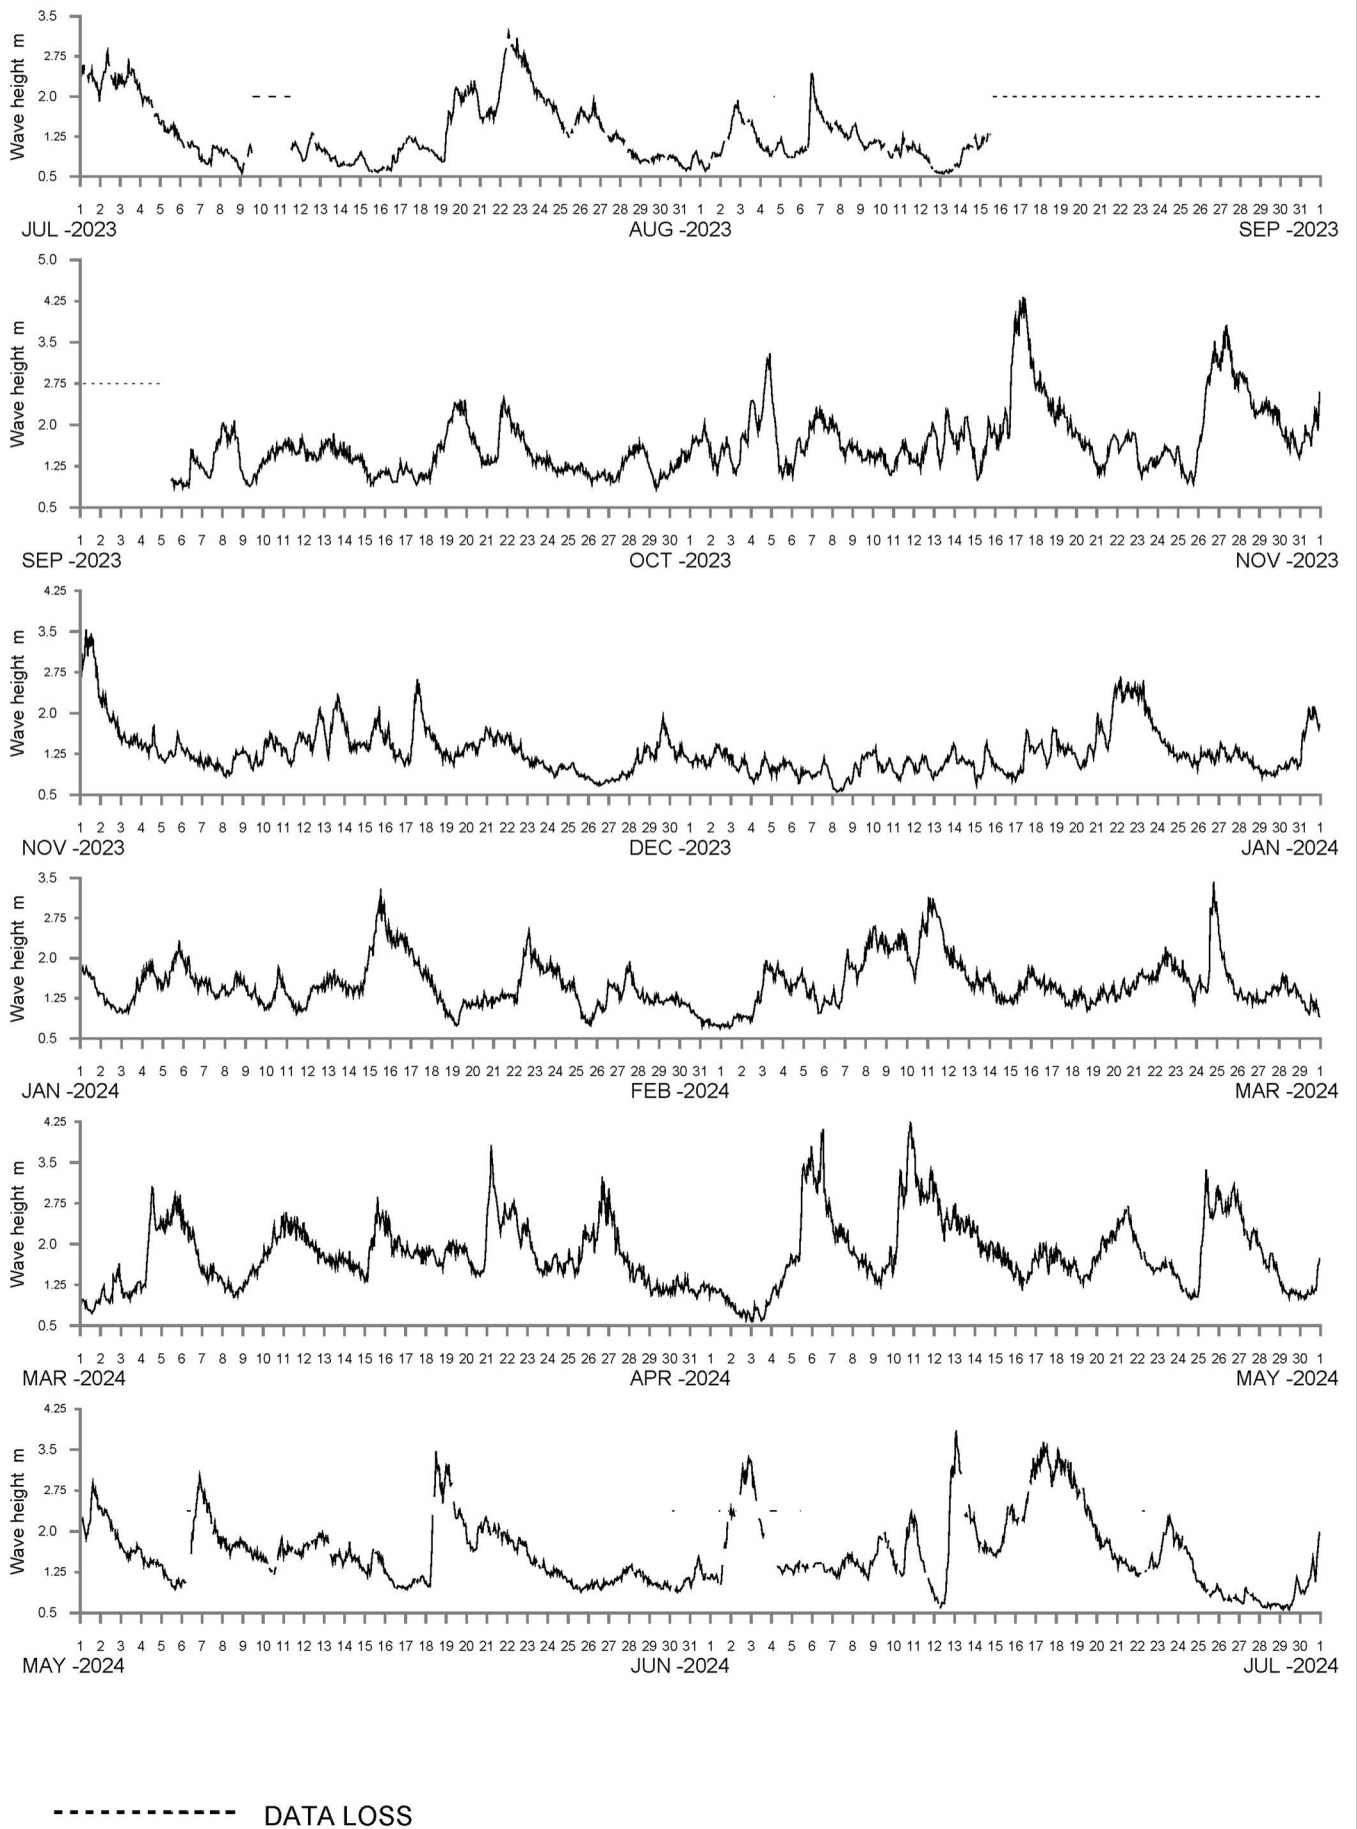 Wave height m
3.5
2.75
2.0
1.25
0.5
1 2 3 4 5 6 7 8 9 10 11 12 13 14 15 16 17 18 19 20 21 22 23 24 25 26 27 28 29 30 31 1 2 3 4 5 6 7 8 9 10 11 12 13 14 15 16 17 18 19 20 21 22 23 24 25 26 27 28 29 30 31 1
JUL -2023 AUG -2023 SEP -2023
Wave height m
5.0
4.25
3.5
2.75
2.0
1.25
0.5
1 2 3 4 5 6 7 8 9 10 11 12 13 14 15 16 17 18 19 20 21 22 23 24 25 26 27 28 29 30 1 2 3 4 5 6 7 8 9 10 11 12 13 14 15 16 17 18 19 20 21 22 23 24 25 26 27 28 29 30 31 1
SEP -2023 OCT -2023 NOV -2023
Wave height m
4.25
3.5
2.75
2.0
1.25
0.5
1 2 3 4 5 6 7 8 9 10 11 12 13 14 15 16 17 18 19 20 21 22 23 24 25 26 27 28 29 30 1 2 3 4 5 6 7 8 9 10 11 12 13 14 15 16 17 18 19 20 21 22 23 24 25 26 27 28 29 30 31 1
NOV -2023 DEC -2023 JAN -2024
Wave height m
3.5
2.75
2.0
1.25
0.5
1 2 3 4 5 6 7 8 9 10 11 12 13 14 15 16 17 18 19 20 21 22 23 24 25 26 27 28 29 30 31 1 2 3 4 5 6 7 8 9 10 11 12 13 14 15 16 17 18 19 20 21 22 23 24 25 26 27 28 29 1
JAN -2024 FEB -2024 MAR -2024
Wave height m
4.25
3.5
2.75
2.0
1.25
0.5
1 2 3 4 5 6 7 8 9 10 11 12 13 14 15 16 17 18 19 20 21 22 23 24 25 26 27 28 29 30 31 1 2 3 4 5 6 7 8 9 10 11 12 13 14 15 16 17 18 19 20 21 22 23 24 25 26 27 28 29 30 1
MAR -2024 APR -2024 MAY -2024
Wave height m
4.25
3.5
2.75
2.0
1.25
0.5
1 2 3 4 5 6 7 8 9 10 11 12 13 14 15 16 17 18 19 20 21 22 23 24 25 26 27 28 29 30 31 1 2 3 4 5 6 7 8 9 10 11 12 13 14 15 16 17 18 19 20 21 22 23 24 25 26 27 28 29 30 1
MAY -2024 JUN -2024 JUL -2024
DATA LOSS